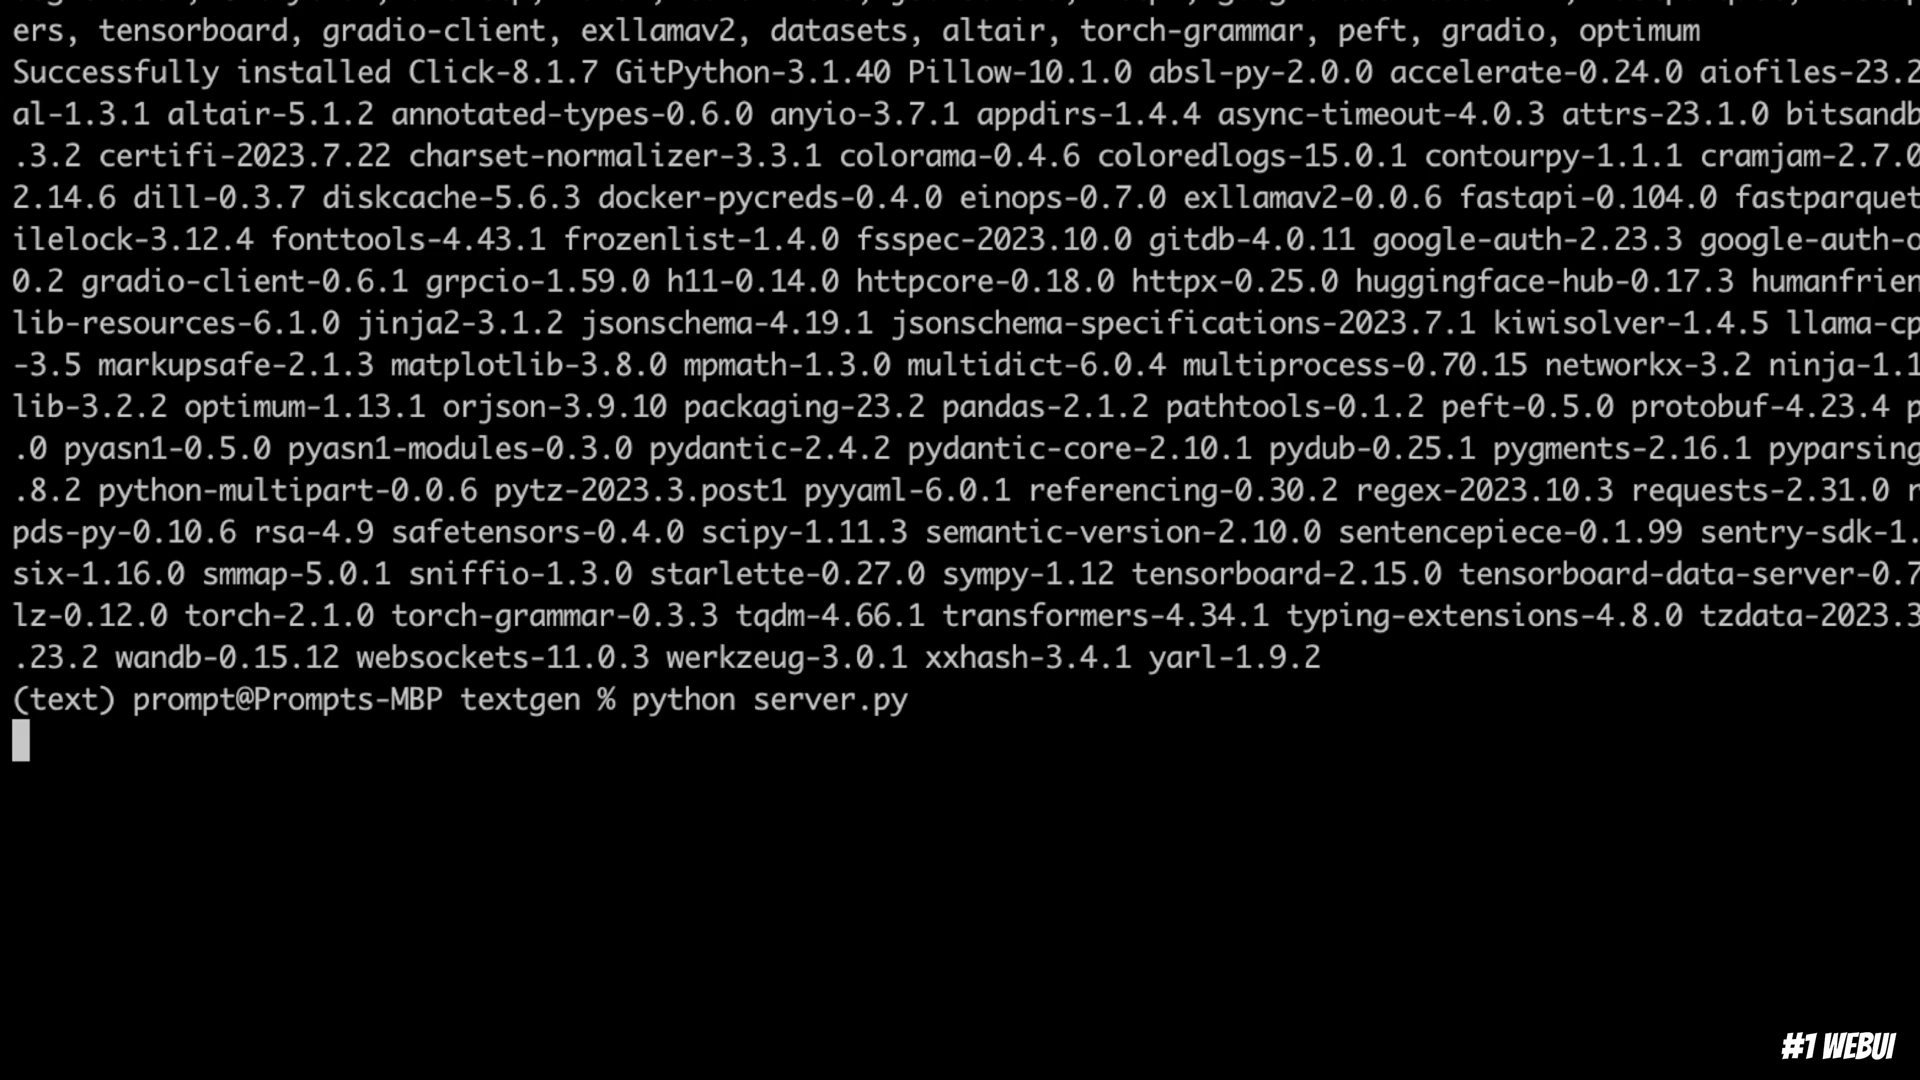 ers, tensorboard, gradio-client, exllamav2, datasets, altair, torch-grammar, peft, gradio, optimum
Successfully installed Click-8.1.7 GitPython-3.1.40 Pillow-10.1.0 absl-py-2.0.0 accelerate-0.24.0 aiofiles-23.2
al-1.3.1 altair-5.1.2 annotated-types-0.6.0 anyio-3.7.1 appdirs-1.4.4 async-timeout-4.0.3 attrs-23.1.0 bitsandb
.3.2 certifi-2023.7.22 charset-normalizer-3.3.1 colorama-0.4.6 coloredlogs-15.0.1 contourpy-1.1.1 cramjam-2.7.0
2.14.6 dill-0.3.7 diskcache-5.6.3 docker-pycreds-0.4.0 einops-0.7.0 exllamav2-0.0.6 fastapi-0.104.0 fastparquet
ilelock-3.12.4 fonttools-4.43.1 frozenlist-1.4.0 fsspec-2023.10.0 gitdb-4.0.11 google-auth-2.23.3 google-auth-o
0.2 gradio-client-0.6.1 grpcio-1.59.0 h11-0.14.0 httpcore-0.18.0 httpx-0.25.0 huggingface-hub-0.17.3 humanfrien
lib-resources-6.1.0 jinja2-3.1.2 jsonschema-4.19.1 jsonschema-specifications-2023.7.1 kiwisolver-1.4.5 llama-cp
-3.5 markupsafe-2.1.3 matplotlib-3.8.0 mpmath-1.3.0 multidict-6.0.4 multiprocess-0.70.15 networkx-3.2 ninja-1.1
lib-3.2.2 optimum-1.13.1 orjson-3.9.10 packaging-23.2 pandas-2.1.2 pathtools-0.1.2 peft-0.5.0 protobuf-4.23.4 p
.0 pyasn1-0.5.0 pyasn1-modules-0.3.0 pydantic-2.4.2 pydantic-core-2.10.1 pydub-0.25.1 pygments-2.16.1 pyparsing
.8.2 python-multipart-0.0.6 pytz-2023.3.post1 pyyaml-6.0.1 referencing-0.30.2 regex-2023.10.3 requests-2.31.0 r
pds-py-0.10.6 rsa-4.9 safetensors-0.4.0 scipy-1.11.3 semantic-version-2.10.0 sentencepiece-0.1.99 sentry-sdk-1.
six-1.16.0 smmap-5.0.1 sniffio-1.3.0 starlette-0.27.0 sympy-1.12 tensorboard-2.15.0 tensorboard-data-server-0.7
lz-0.12.0 torch-2.1.0 torch-grammar-0.3.3 tqdm-4.66.1 transformers-4.34.1 typing-extensions-4.8.0 tzdata-2023.3
.23.2 wandb-0.15.12 websockets-11.0.3 werkzeug-3.0.1 xxhash-3.4.1 yarl-1.9.2
(text) prompt@Prompts-MBP textgen % python server.py
#1 WEBUI